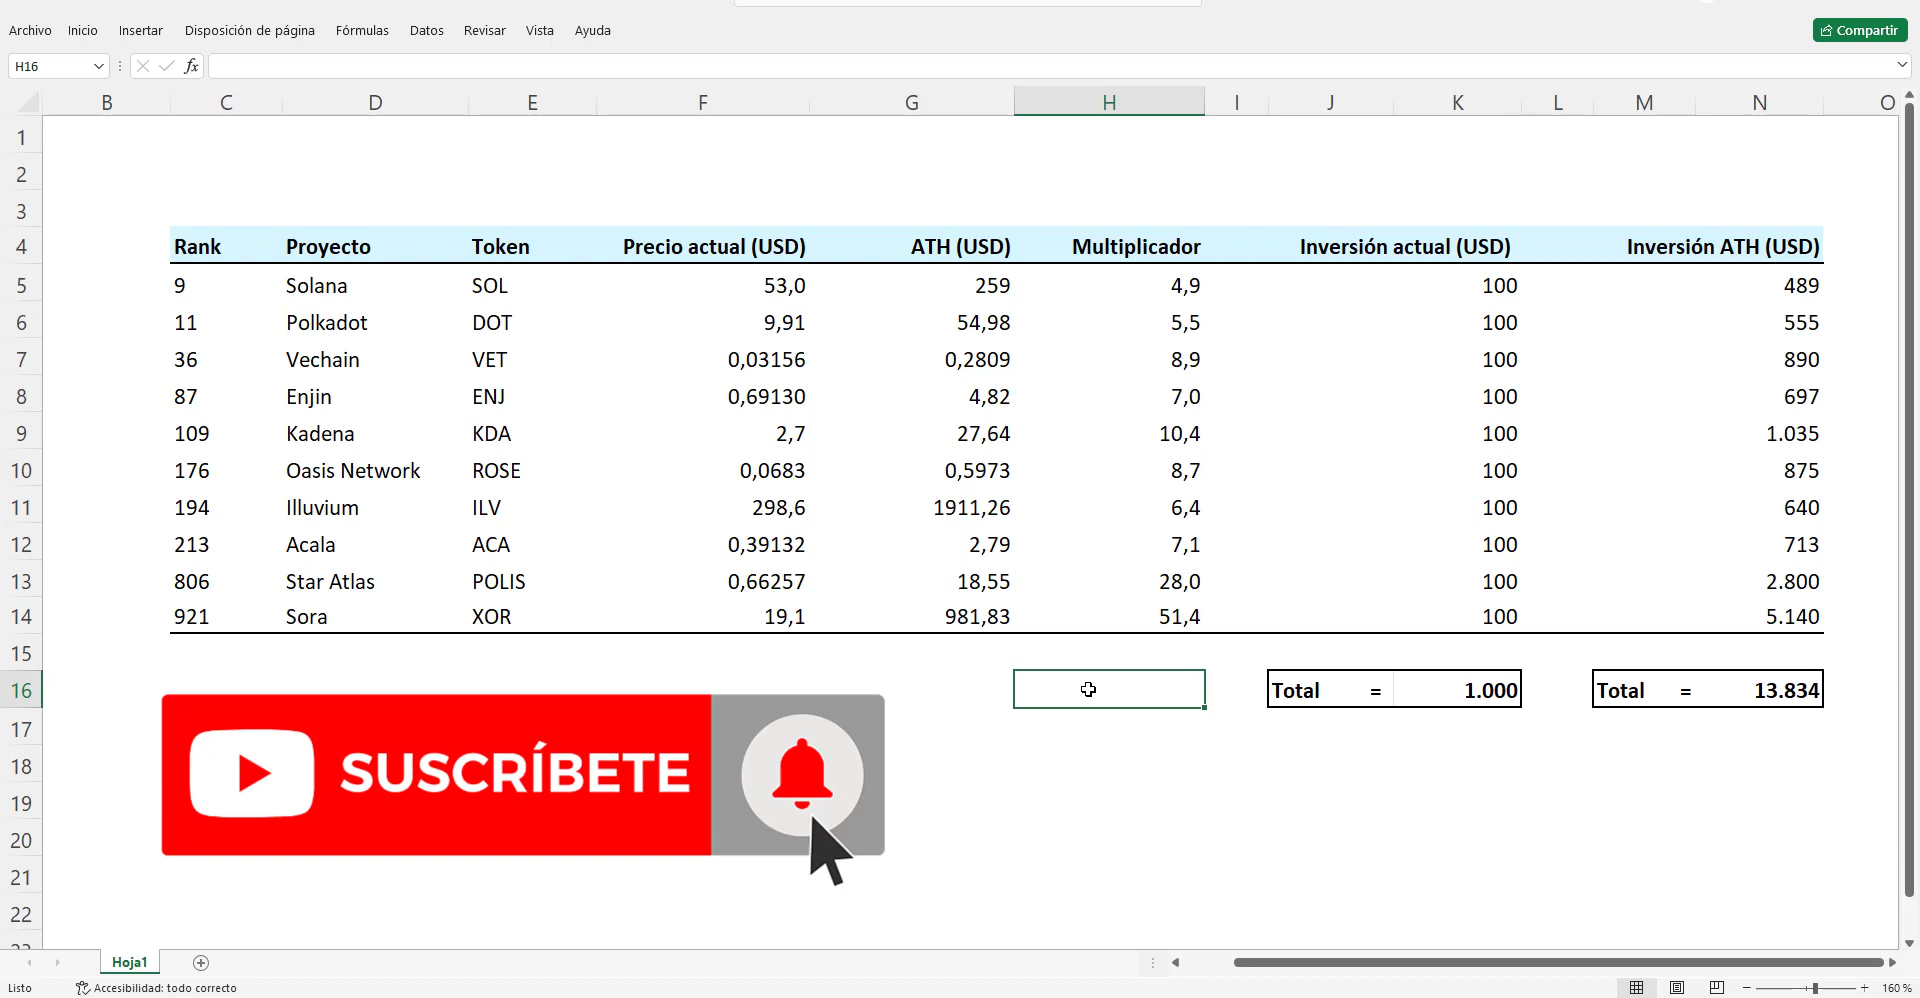 Archivo Inicio Insertar Disposición de página Fórmulas Datos Revisar Vista Ayuda Compartir
H16 fx
B C D E F G H I J K L M N O
1
2
3
4 Rank Proyecto Token Precio actual (USD) ATH (USD) Multiplicador Inversión actual (USD) Inversión ATH (USD)
5 9 Solana SOL 53,0 259 4,9 100 489
6 11 Polkadot DOT 9,91 54,98 5,5 100 555
7 36 Vechain VET 0,03156 0,2809 8,9 100 890
8 87 Enjin ENJ 0,69130 4,82 7,0 100 697
9 109 Kadena KDA 2,7 27,64 10,4 100 1.035
10 176 Oasis Network ROSE 0,0683 0,5973 8,7 100 875
11 194 Illuvium ILV 298,6 1911,26 6,4 100 640
12 213 Acala ACA 0,39132 2,79 7,1 100 713
13 806 Star Atlas POLIS 0,66257 18,55 28,0 100 2.800
14 921 Sora XOR 19,1 981,83 51,4 100 5.140
15
16 Total = 1.000 Total = 13.834
17
18 SUSCRÍBETE
19
20
21
22
Hoja1
Listo Accesibilidad: todo correcto 160 %